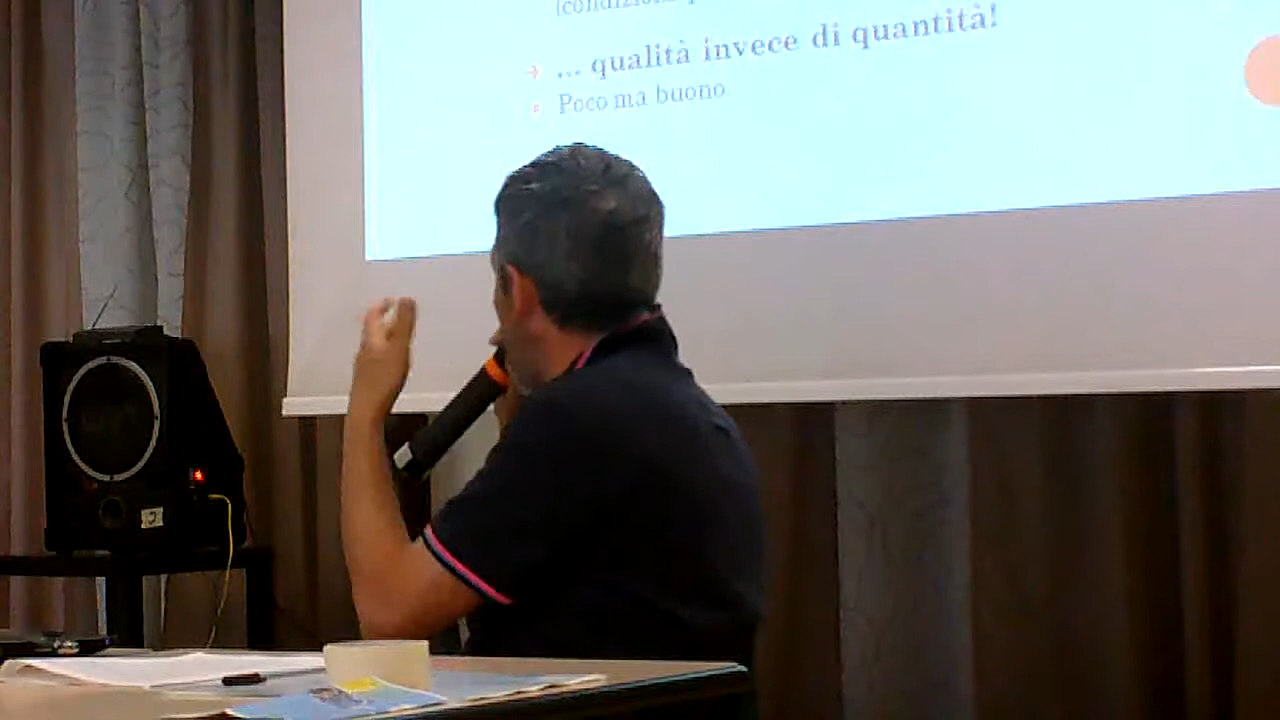 ... qualità invece di quantità!
Poco ma buono.